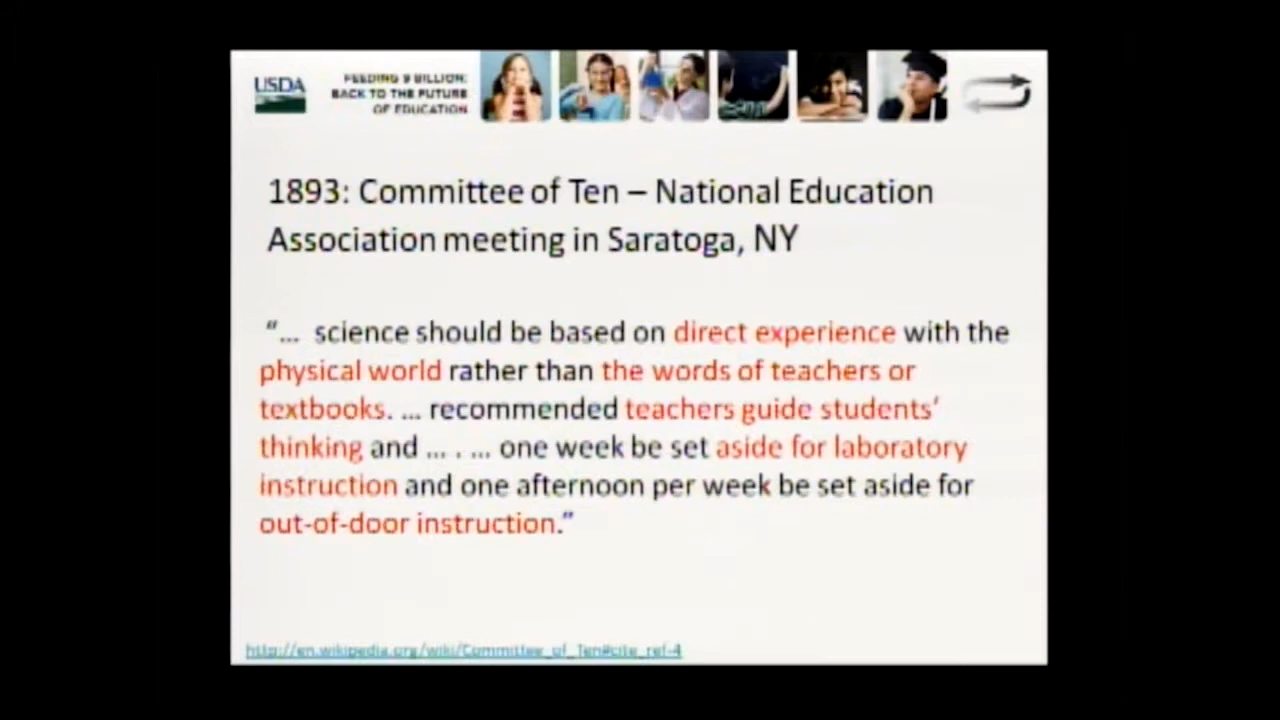 USDA
FEEDING 9 BILLION:
BACK TO THE FUTURE
OF EDUCATION
1893: Committee of Ten – National Education
Association meeting in Saratoga, NY
“… science should be based on direct experience with the
physical world rather than the words of teachers or
textbooks. … recommended teachers guide students’
thinking and … . … one week be set aside for laboratory
instruction and one afternoon per week be set aside for
out-of-door instruction.”
http://en.wikipedia.org/wiki/Committee_of_Ten#cite_ref-4